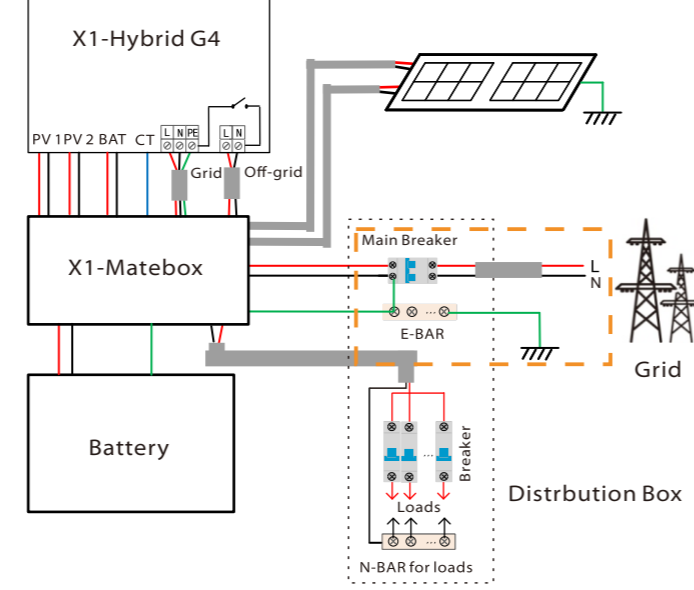 X1-Hybrid G4
PV 1 PV 2 BAT CT
L N PE
L N
Grid
Off-grid
X1-Matebox
Main Breaker
L
N
E-BAR
Grid
Battery
Breaker
Loads
Distrbution Box
N-BAR for loads